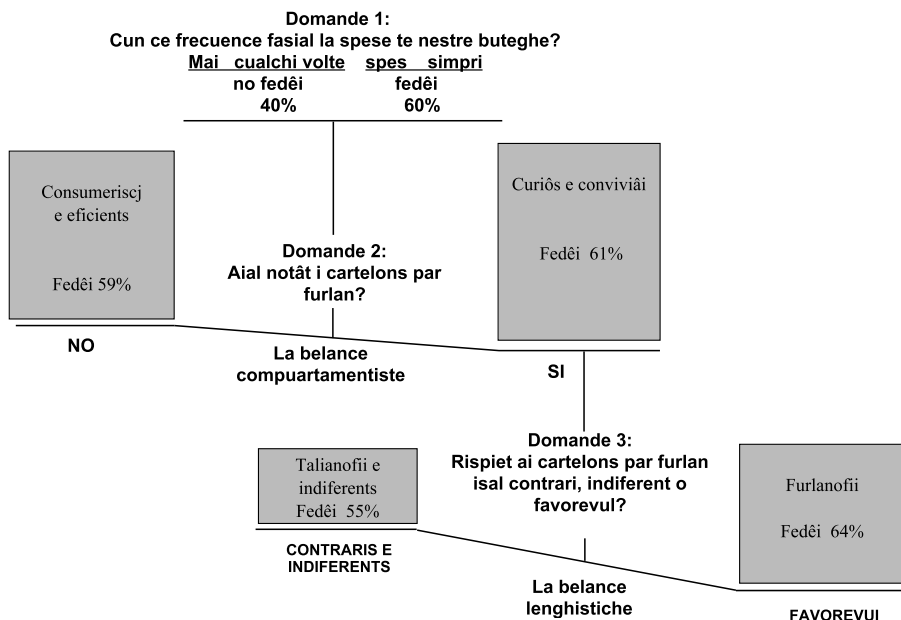 Domande 1:
Cun ce frecuence fasial la spese te nestre buteghe?
Mai cualchi volte spes simpri
no fedêi fedêi
40% 60%
Consumeriscj
e eficients
Fedêi 59%
Curiôs e conviviâi
Fedêi 61%
Domande 2:
Aial notât i cartelons par
furlan?
NO
La belance
compuartamentiste
SI
Domande 3:
Rispiet ai cartelons par furlan
isal contrari, indiferent o
favorevul?
Talianofii e
indiferents
Fedêi 55%
Furlanofii
Fedêi 64%
CONTRARIS E
INDIFERENTS
La belance
lenghistiche
FAVOREVUI